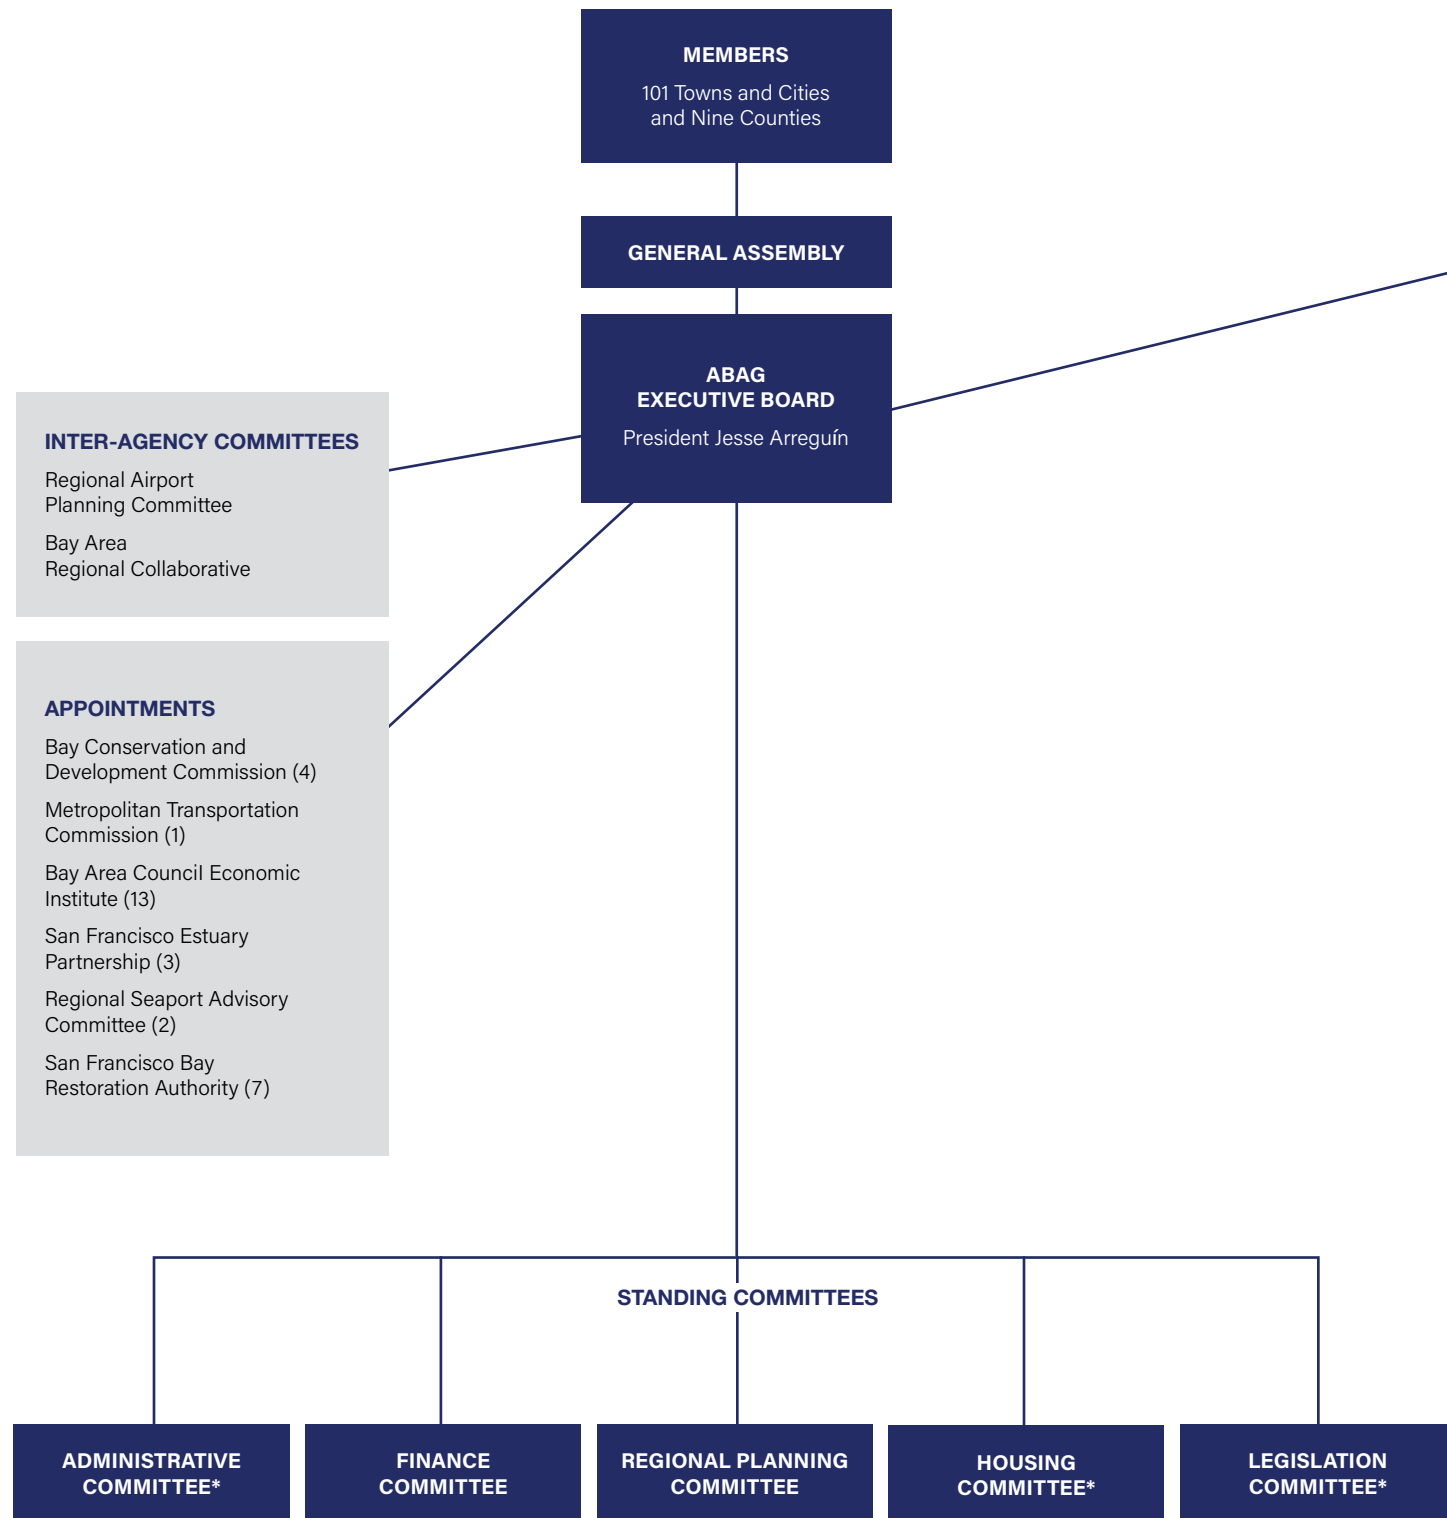 MEMBERS
101 Towns and Cities
and Nine Counties
GENERAL ASSEMBLY
ABAG
EXECUTIVE BOARD
President Jesse Arreguín
INTER-AGENCY COMMITTEES
Regional Airport
Planning Committee
Bay Area
Regional Collaborative
APPOINTMENTS
Bay Conservation and
Development Commission (4)
Metropolitan Transportation
Commission (1)
Bay Area Council Economic
Institute (13)
San Francisco Estuary
Partnership (3)
Regional Seaport Advisory
Committee (2)
San Francisco Bay
Restoration Authority (7)
STANDING COMMITTEES
ADMINISTRATIVE
COMMITTEE*
FINANCE
COMMITTEE
REGIONAL PLANNING
COMMITTEE
HOUSING
COMMITTEE*
LEGISLATION
COMMITTEE*